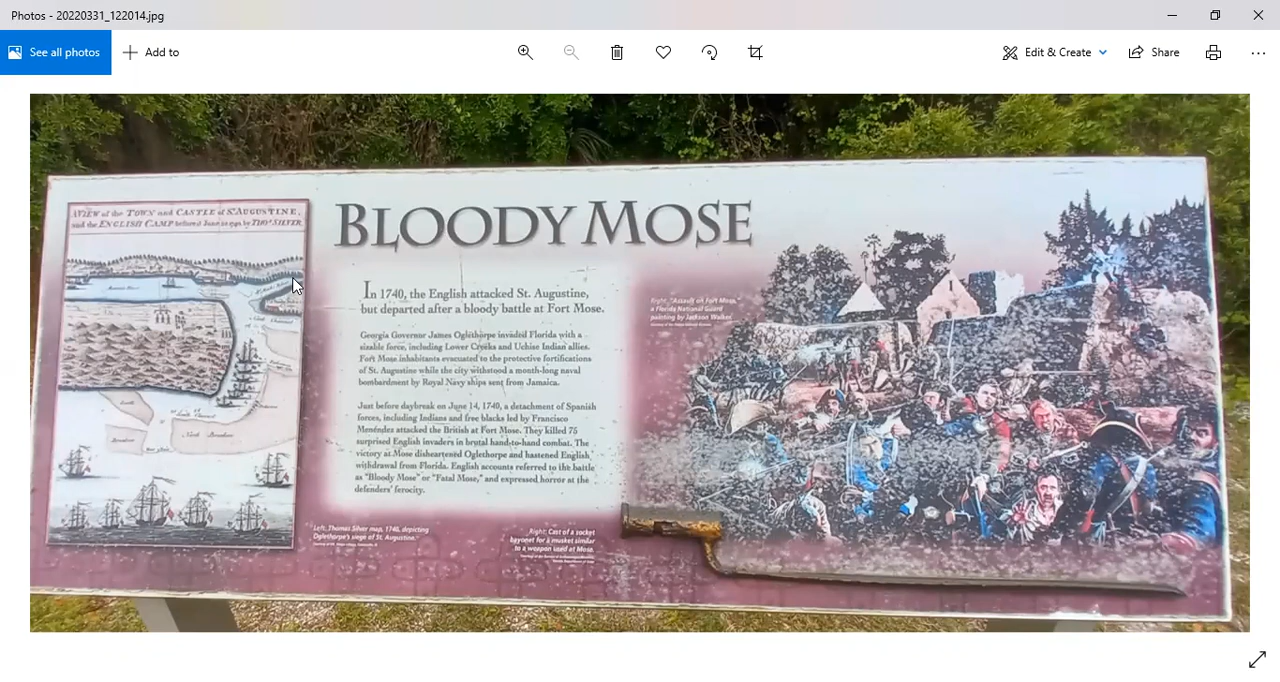 Photos - 20220331_122014.jpg
See all photos
Add to
Edit & Create
Share
A VIEW of the TOWN and CASTLE of St. AUGUSTINE,
and the ENGLISH CAMP before it June 20 1740 by THOs. SILVER
BLOODY MOSE
In 1740, the English attacked St. Augustine,
but departed after a bloody battle at Fort Mose.
Georgia Governor James Oglethorpe invaded Florida with a
sizable force, including Lower Creeks and Uchise Indian allies.
Fort Mose inhabitants evacuated to the protective fortifications
of St. Augustine while the city withstood a month-long naval
bombardment by Royal Navy ships sent from Jamaica.
Just before daybreak on June 14, 1740, a detachment of Spanish
forces, including Indians and free blacks led by Francisco
Menéndez attacked the British at Fort Mose. They killed 75
surprised English invaders in brutal hand-to-hand combat. The
victory at Mose disheartened Oglethorpe and hastened English
withdrawal from Florida. English accounts referred to the battle
as "Bloody Mose" or "Fatal Mose," and expressed horror at the
defenders' ferocity.
Right: "Assault on Fort Mose,"
a Florida National Guard
painting by Jackson Walker.
Left: Thomas Silver map, 1740, depicting
Oglethorpe's siege of St. Augustine.
Right: Cast of a socket
bayonet for a musket similar
to a weapon used at Mose.
North Breaker